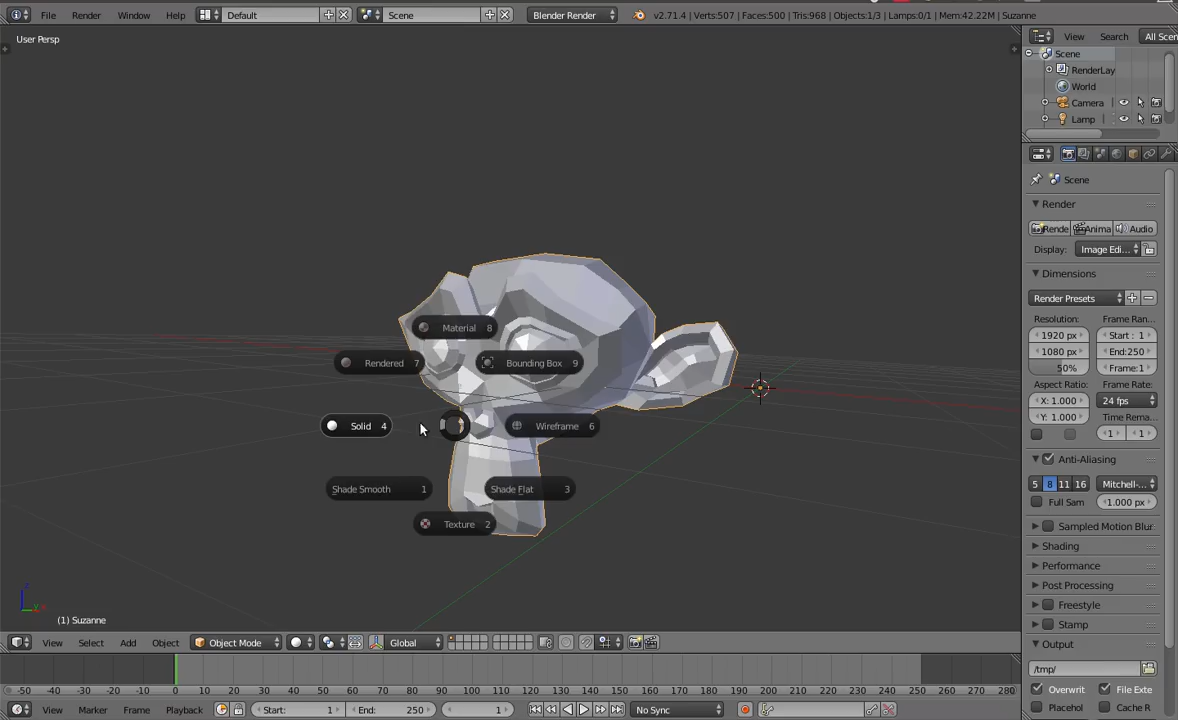 File Render Window Help Default Scene Blender Render v2.71.4 | Verts:507 | Faces:500 | Tris:968 | Objects:1/3 | Lamps:0/1 | Mem:42.22M | Suzanne
User Persp
Material 8
Rendered 7
Bounding Box 9
Solid 4
Wireframe 6
Shade Smooth 1
Shade Flat 3
Texture 2
(1) Suzanne
View Select Add Object Object Mode Global
-50 -40 -30 -20 -10 0 10 20 30 40 50 60 70 80 90 100 110 120 130 140 150 160 170 180 190 200 210 220 230 240 250 260 270 280
View Marker Frame Playback Start: 1 End: 250 1 No Sync
View Search All Scen
Scene
RenderLay
World
Camera
Lamp
Scene
Render
Rende Anima Audio
Display: Image Edi...
Dimensions
Render Presets
Resolution: Frame Ran...
1920 px Start : 1
1080 px End:250
50% Frame:1
Aspect Ratio: Frame Rate:
X: 1.000 24 fps
Y: 1.000 Time Rema...
1 1
Anti-Aliasing
5 8 11 16 Mitchell-...
Full Sam 1.000 px
Sampled Motion Blur
Shading
Performance
Post Processing
Freestyle
Stamp
Output
/tmp/
Overwrit File Exte
Placehol Cache R